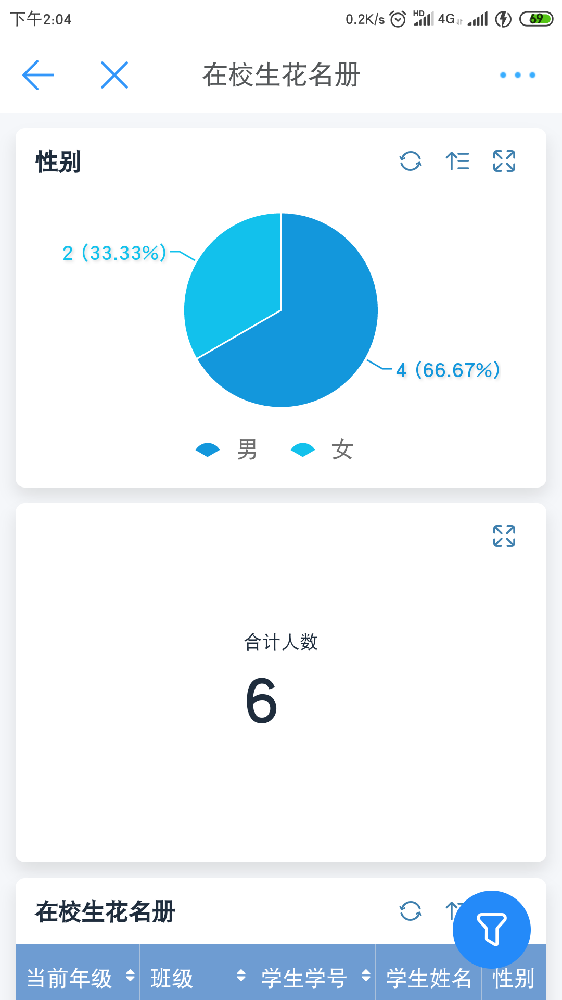 下午2:04 0.2K/s HD 4G 69
在校生花名册
性别
2 (33.33%)
4 (66.67%)
男 女
合计人数
6
在校生花名册
当前年级 班级 学生学号 学生姓名 性别